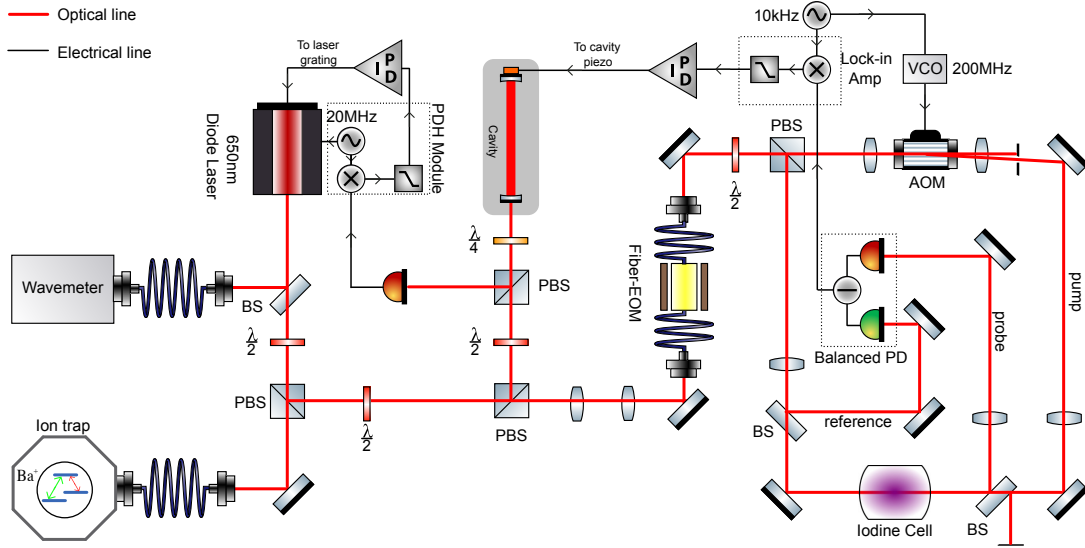 Optical line
Electrical line
To laser
grating
I
P
D
20MHz
PDH Module
650nm
Diode Laser
To cavity
piezo
I
P
D
10kHz
Lock-in
Amp
VCO
200MHz
Cavity
PBS
AOM
λ
2
λ
4
PBS
Fiber-EOM
Wavemeter
BS
λ
2
λ
2
Balanced PD
probe
pump
PBS
λ
2
PBS
BS
reference
Ion trap
Ba+
Iodine Cell
BS